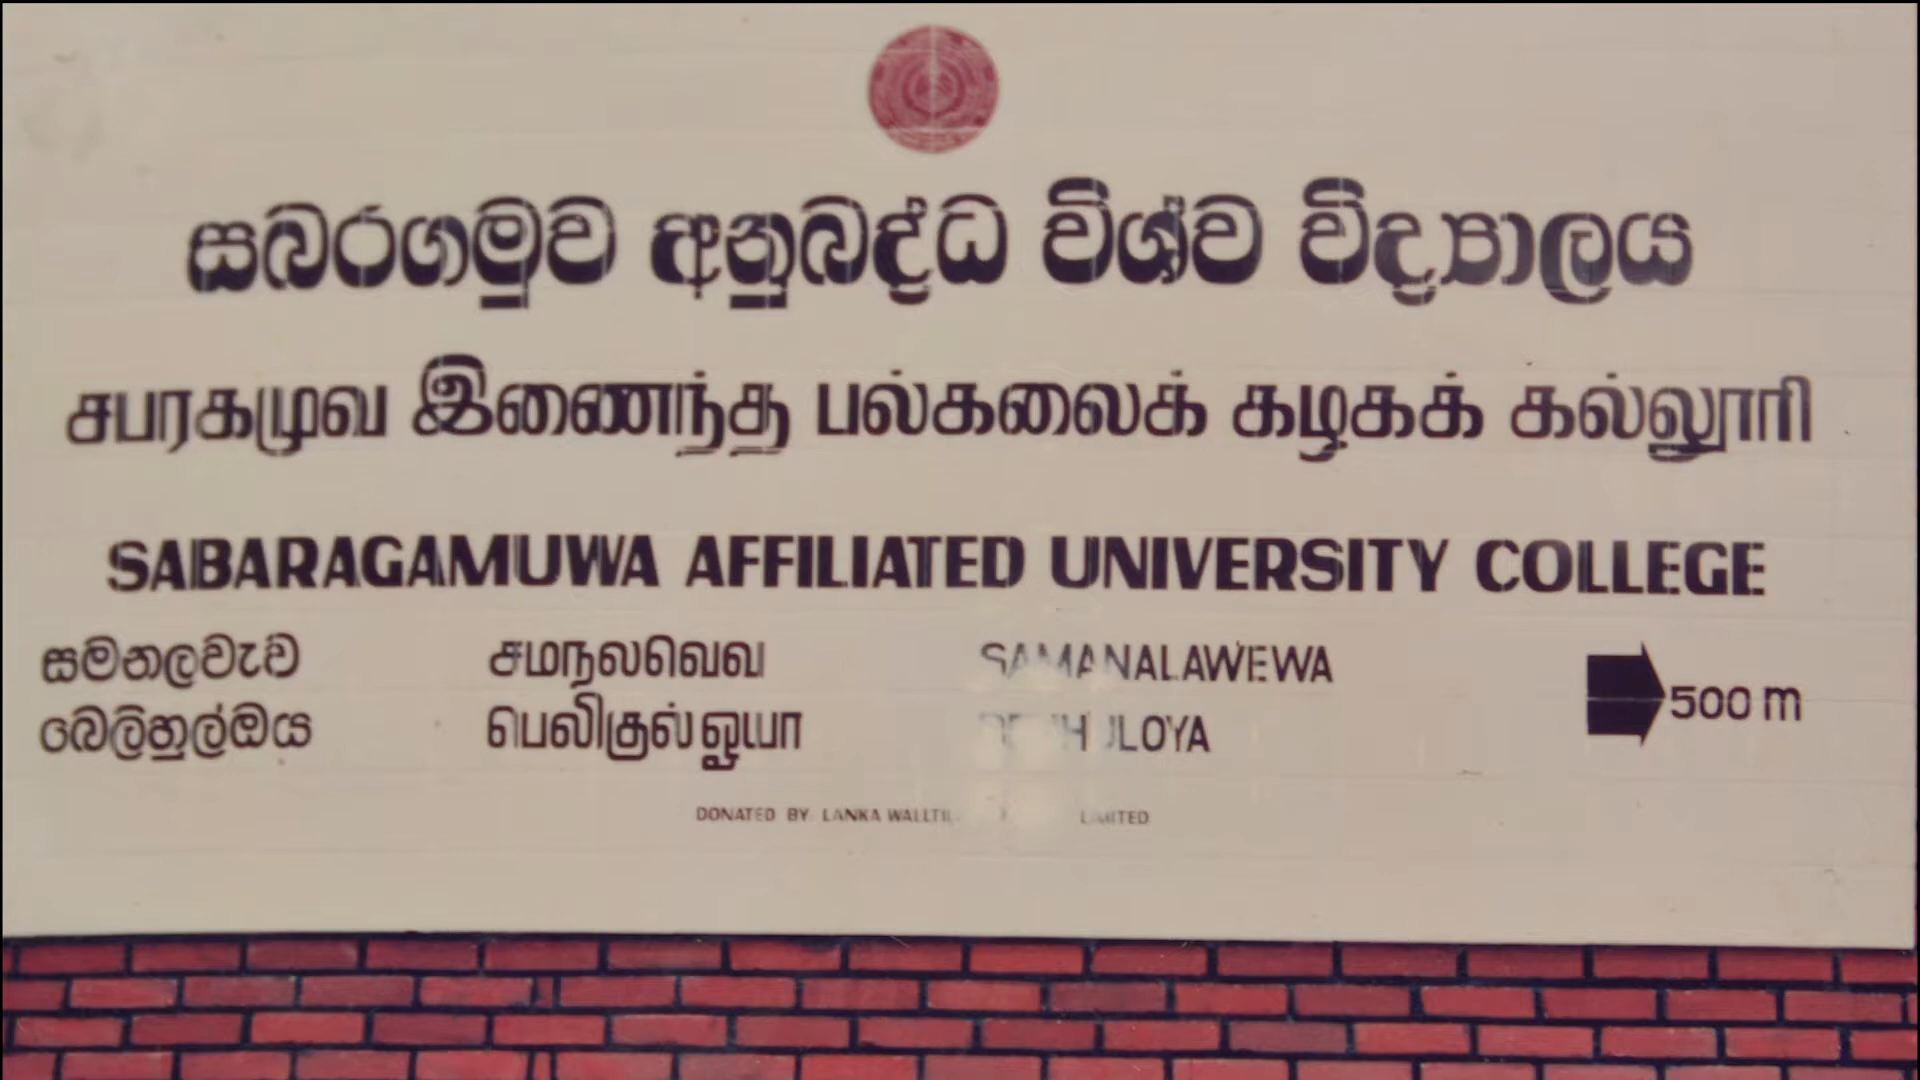 සබරගමුව අනුබද්ධ විශ්ව විද්‍යාලය
சபரகமுவ இணைந்த பல்கலைக் கழகக் கல்லூரி
SABARAGAMUWA AFFILIATED UNIVERSITY COLLEGE
සමනලවැව சமநலவெவ SAMANALAWEWA
බෙලිහුල්ඔය பெலிகுல் ஓயா
500 m
DONATED BY: LANKA LIMITED